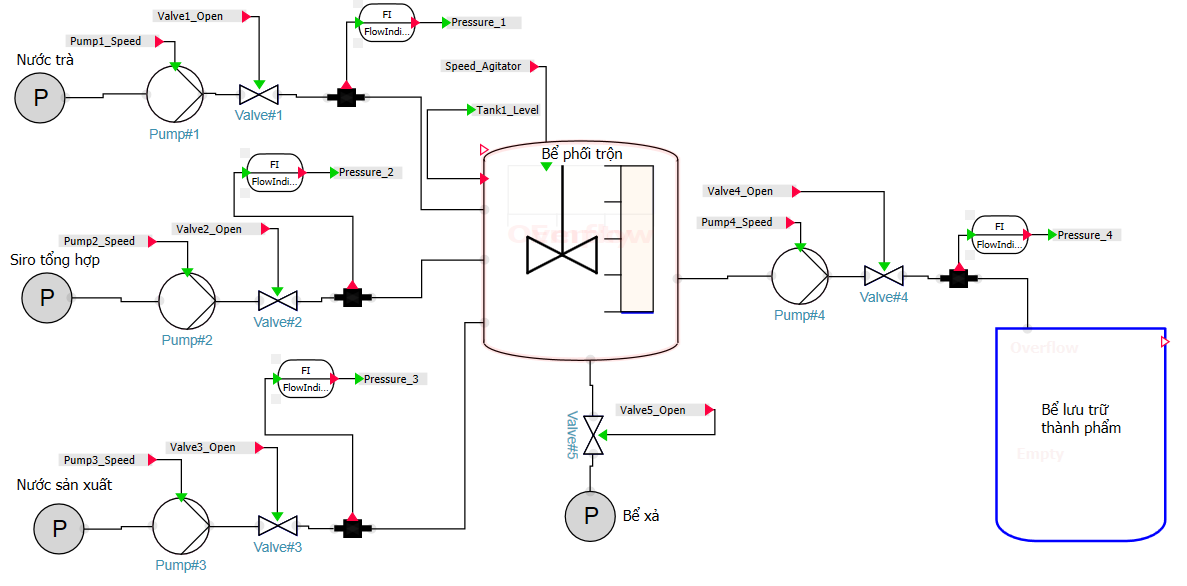 Valve1_Open
FI
FlowIndi...
Pressure_1
Pump1_Speed
Nước trà
P
Pump#1
Valve#1
Speed_Agitator
Tank1_Level
Bể phối trộn
Overflow
FI
FlowIndi...
Pressure_2
Valve2_Open
Pump2_Speed
Siro tổng hợp
P
Pump#2
Valve#2
Valve4_Open
Pump4_Speed
FI
FlowIndi...
Pressure_4
Pump#4
Valve#4
FI
FlowIndi...
Pressure_3
Valve3_Open
Pump3_Speed
Nước sản xuất
P
Pump#3
Valve#3
Valve5_Open
Valve#5
P
Bể xả
Overflow
Bể lưu trữ
thành phẩm
Empty